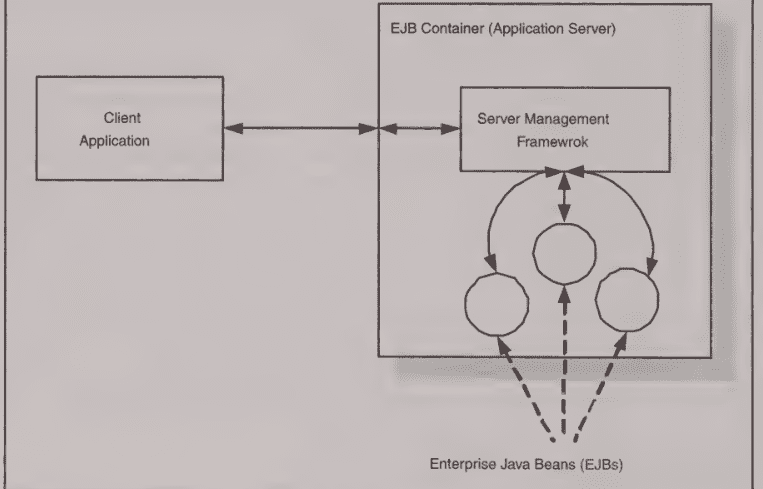 EJB Container (Application Server)
Client
Application
Server Management
Framewrok
Enterprise Java Beans (EJBs)